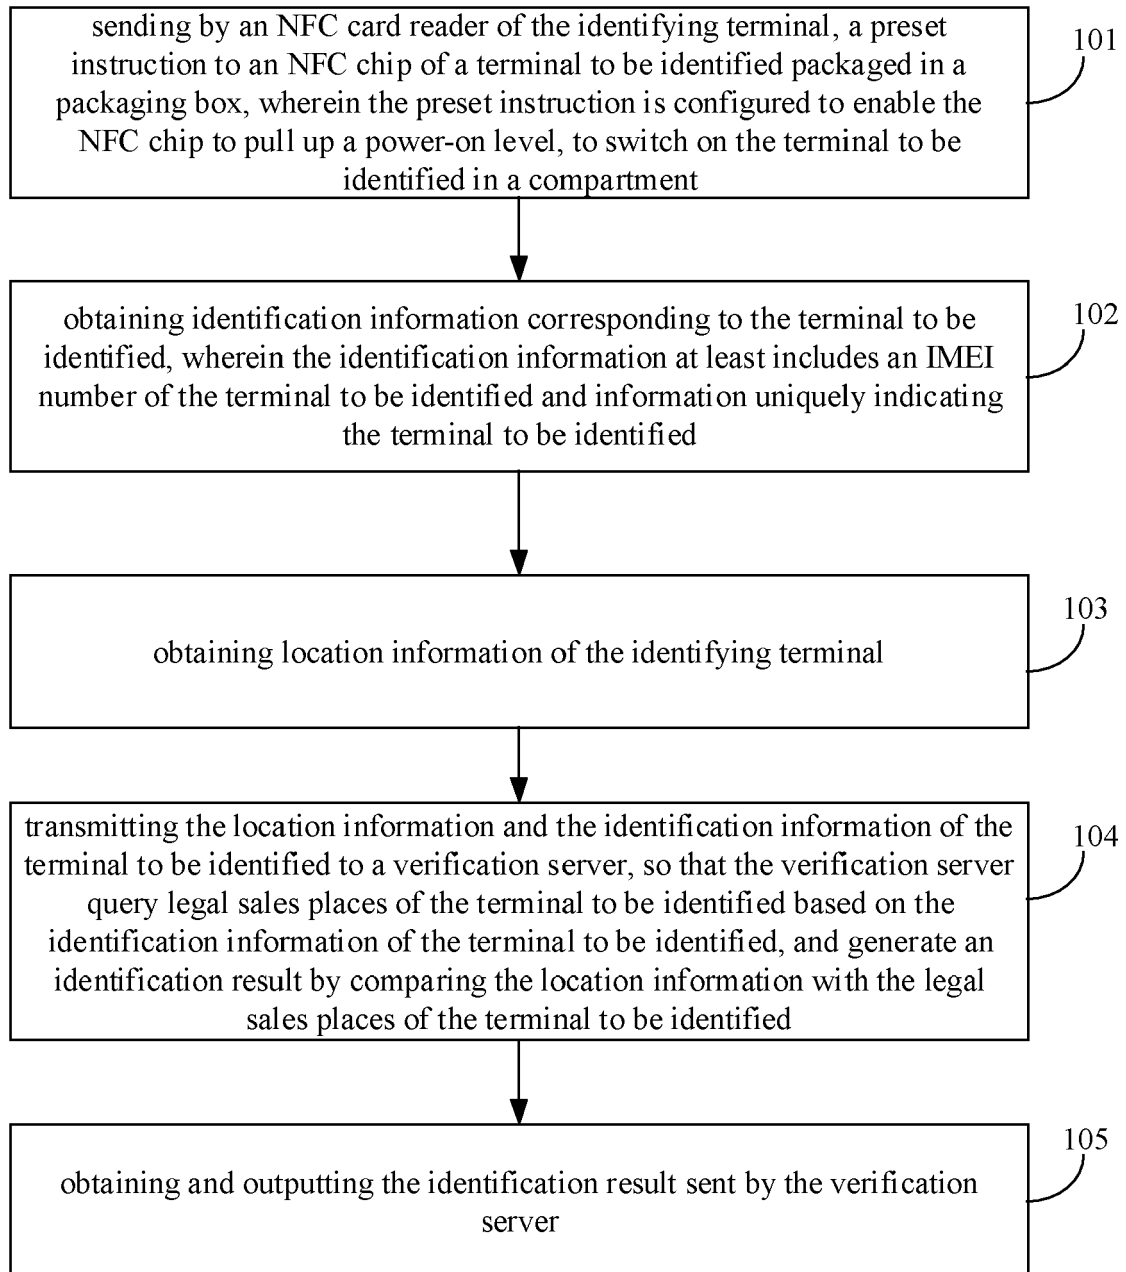 sending by an NFC card reader of the identifying terminal, a preset
instruction to an NFC chip of a terminal to be identified packaged in a
packaging box, wherein the preset instruction is configured to enable the
NFC chip to pull up a power-on level, to switch on the terminal to be
identified in a compartment
101
obtaining identification information corresponding to the terminal to be
identified, wherein the identification information at least includes an IMEI
number of the terminal to be identified and information uniquely indicating
the terminal to be identified
102
obtaining location information of the identifying terminal
103
transmitting the location information and the identification information of the
terminal to be identified to a verification server, so that the verification server
query legal sales places of the terminal to be identified based on the
identification information of the terminal to be identified, and generate an
identification result by comparing the location information with the legal
sales places of the terminal to be identified
104
obtaining and outputting the identification result sent by the verification
server
105